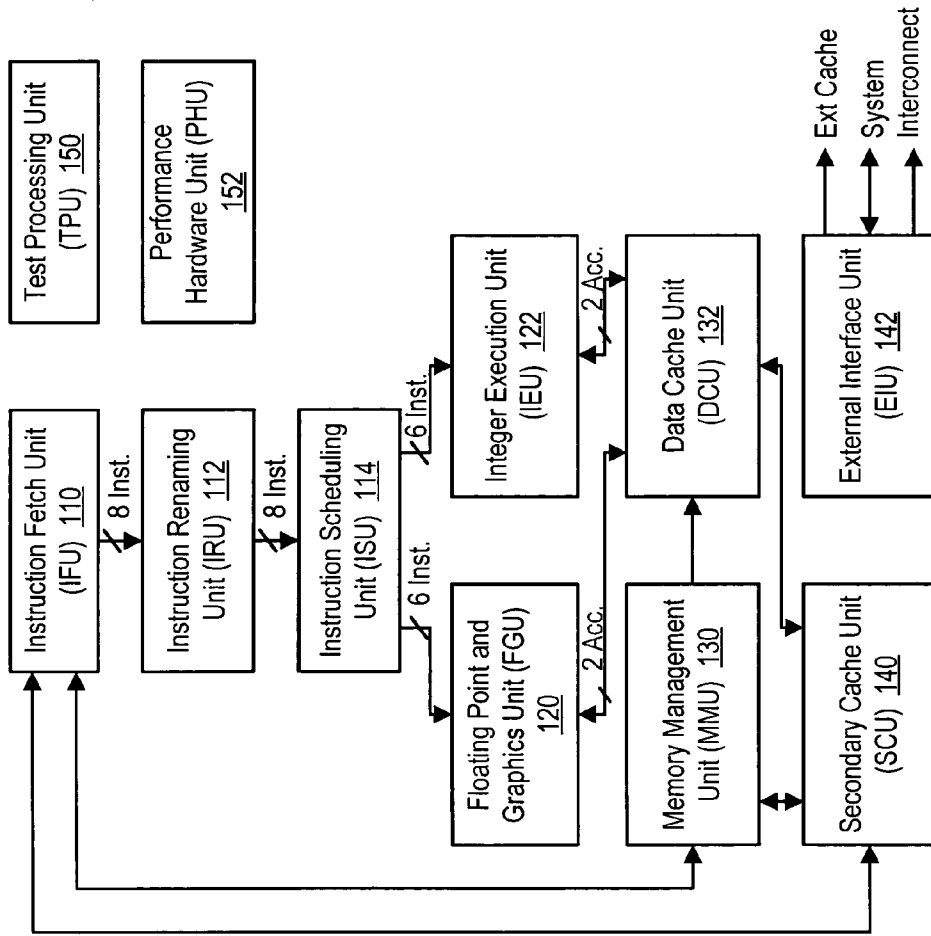 Test Processing Unit
(TPU) 150
Performance
Hardware Unit (PHU)
152
Instruction Fetch Unit
(IFU) 110
8 Inst.
Instruction Renaming
Unit (IRU) 112
8 Inst.
Instruction Scheduling
Unit (ISU) 114
6 Inst.
6 Inst.
Floating Point and
Graphics Unit (FGU)
120
Integer Execution Unit
(IEU) 122
2 Acc.
2 Acc.
Memory Management
Unit (MMU) 130
Data Cache Unit
(DCU) 132
Secondary Cache Unit
(SCU) 140
External Interface Unit
(EIU) 142
Ext Cache
System
Interconnect